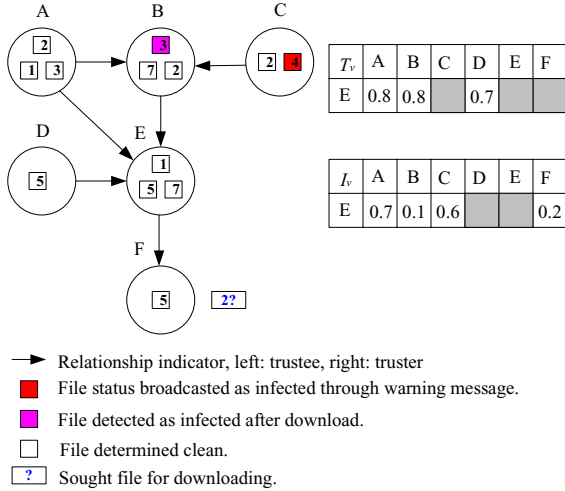 A
B
C
2
1 3
3
7 2
2 4
T_v A B C D E F
E 0.8 0.8 0.7
D
E
5
1
5 7
I_v A B C D E F
E 0.7 0.1 0.6 0.2
F
5
2?
Relationship indicator, left: trustee, right: truster
File status broadcasted as infected through warning message.
File detected as infected after download.
File determined clean.
? Sought file for downloading.